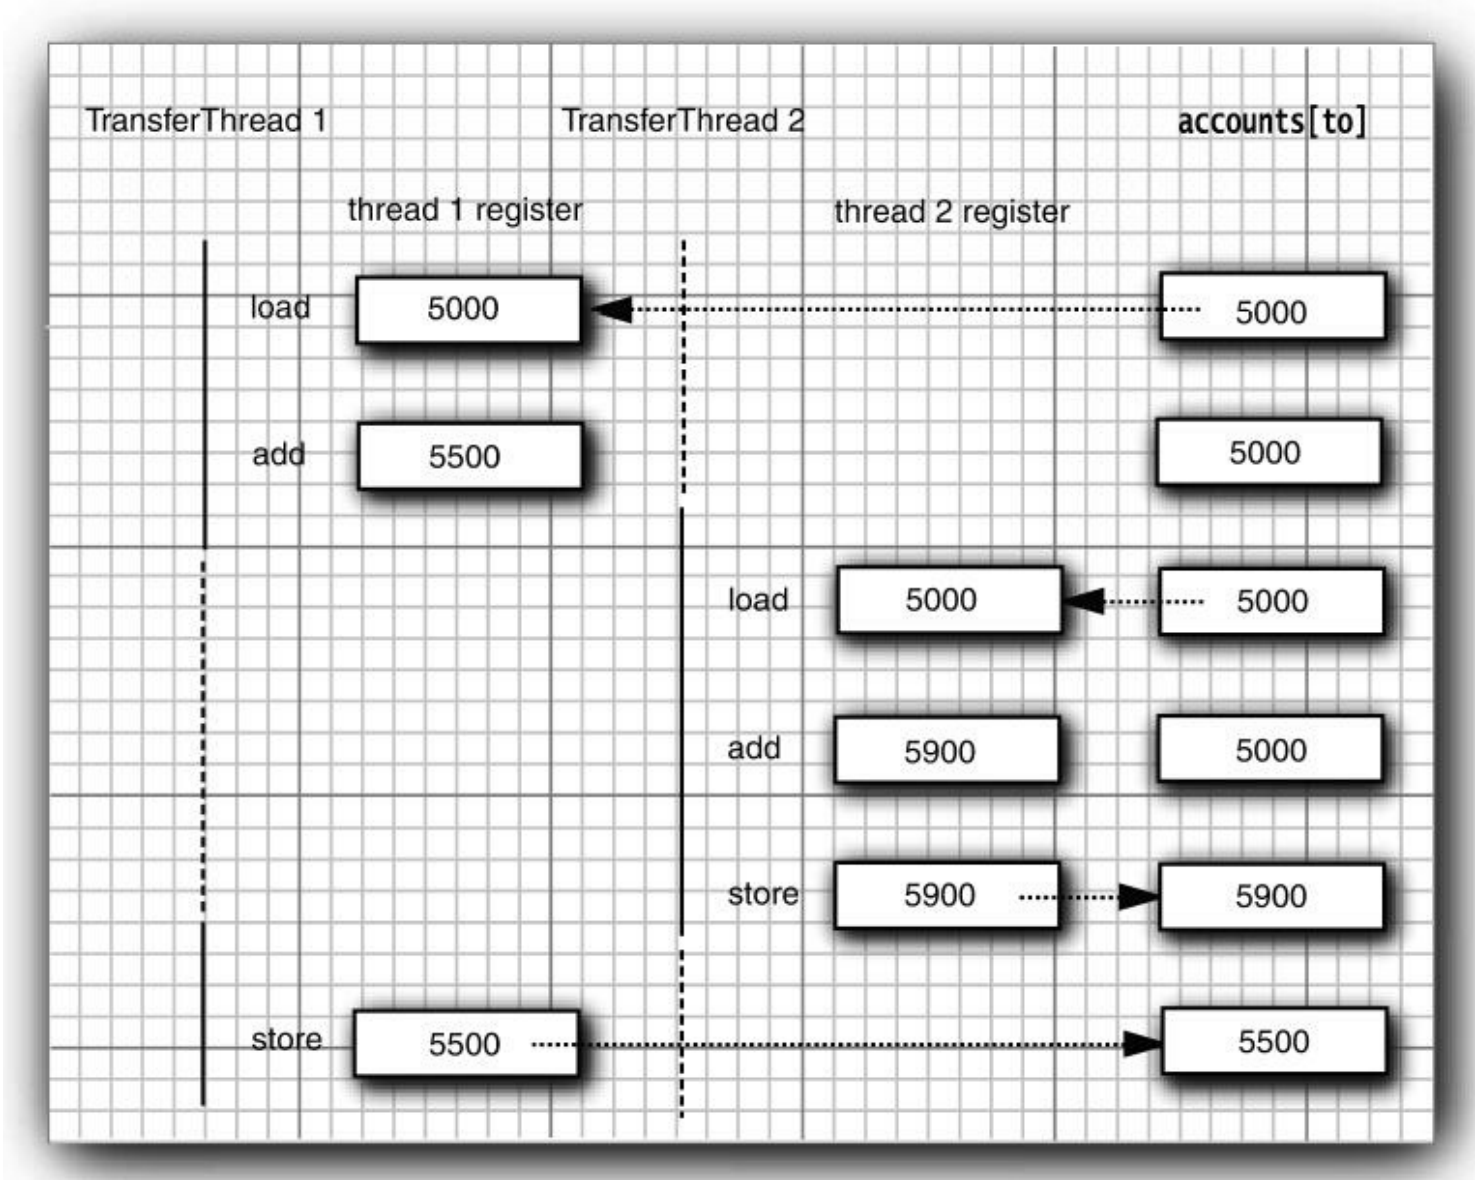 TransferThread 1 TransferThread 2 accounts[to]
thread 1 register thread 2 register
load 5000 5000
add 5500 5000
load 5000 5000
add 5900 5000
store 5900 5900
store 5500 5500